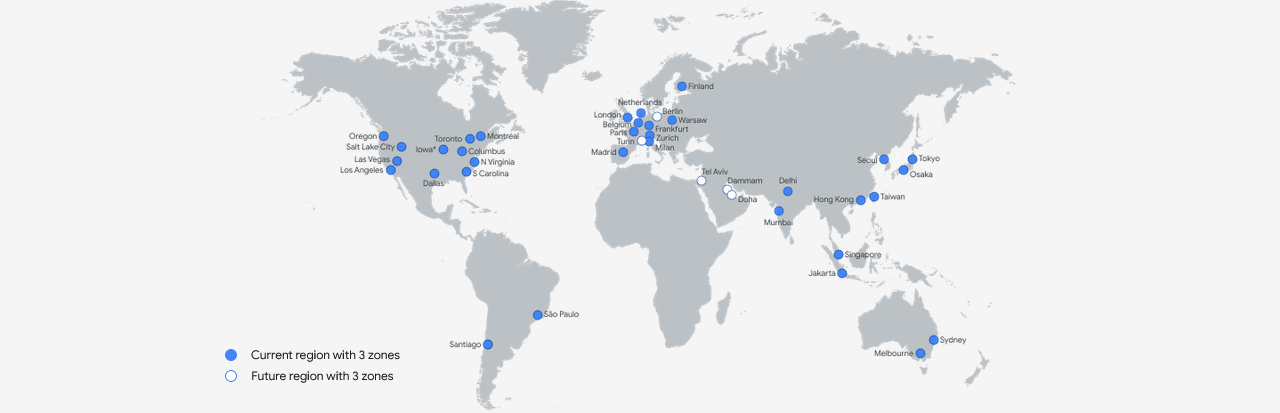 Finland
Netherlands
Berlin
London
Belgium
Warsaw
Frankfurt
Paris
Zurich
Turin
Milan
Madrid
Oregon
Toronto
Montréal
Salt Lake City
Iowa*
Columbus
Las Vegas
N Virginia
Los Angeles
S Carolina
Dallas
Seoul
Tokyo
Osaka
Tel Aviv
Dammam
Delhi
Doha
Hong Kong
Taiwan
Mumbai
Singapore
Jakarta
São Paulo
Santiago
Sydney
Melbourne
Current region with 3 zones
Future region with 3 zones